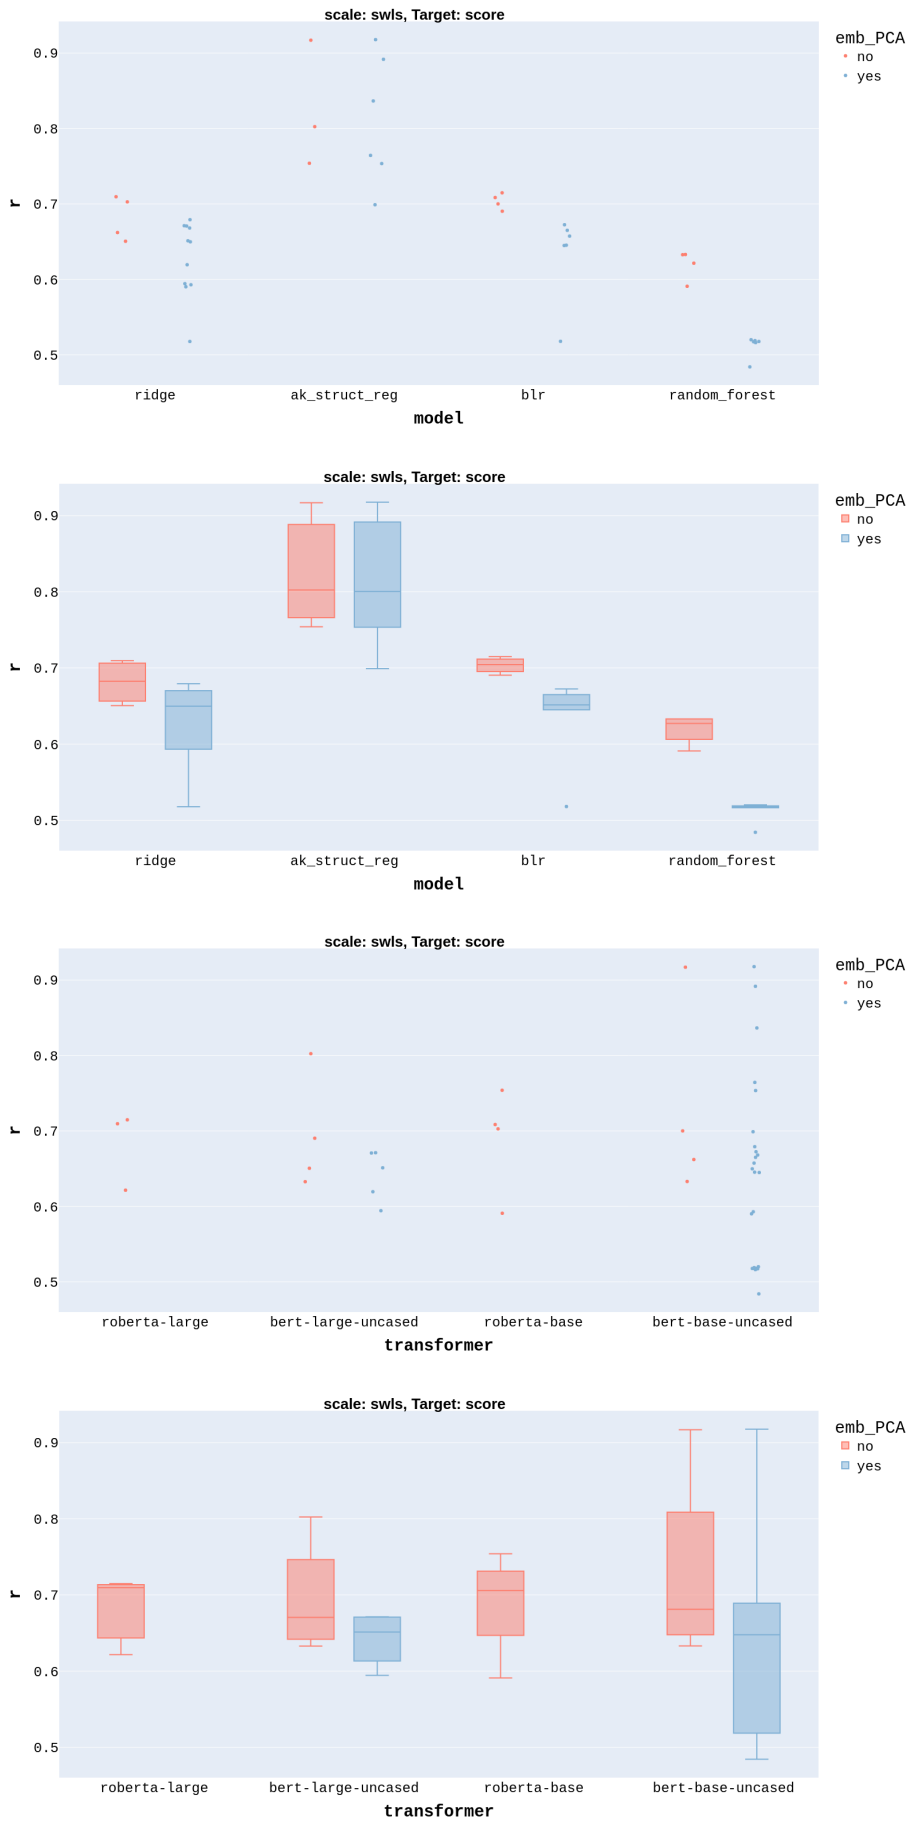 scale: swls, Target: score
emb_PCA
no
yes
0.9
0.8
0.7
0.6
0.5
r
ridge ak_struct_reg blr random_forest
model
scale: swls, Target: score
emb_PCA
no
yes
0.9
0.8
0.7
0.6
0.5
r
ridge ak_struct_reg blr random_forest
model
scale: swls, Target: score
emb_PCA
no
yes
0.9
0.8
0.7
0.6
0.5
r
roberta-large bert-large-uncased roberta-base bert-base-uncased
transformer
scale: swls, Target: score
emb_PCA
no
yes
0.9
0.8
0.7
0.6
0.5
r
roberta-large bert-large-uncased roberta-base bert-base-uncased
transformer